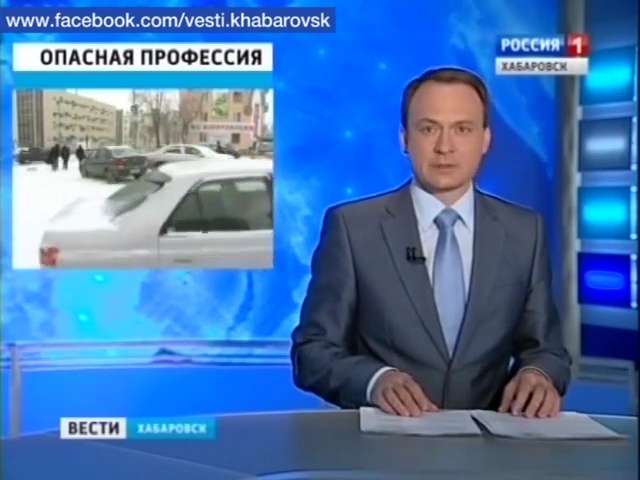 www.facebook.com/vesti.khabarovsk
ОПАСНАЯ ПРОФЕССИЯ
РОССИЯ 1
ХАБАРОВСК
ВЕСТИ ХАБАРОВСК